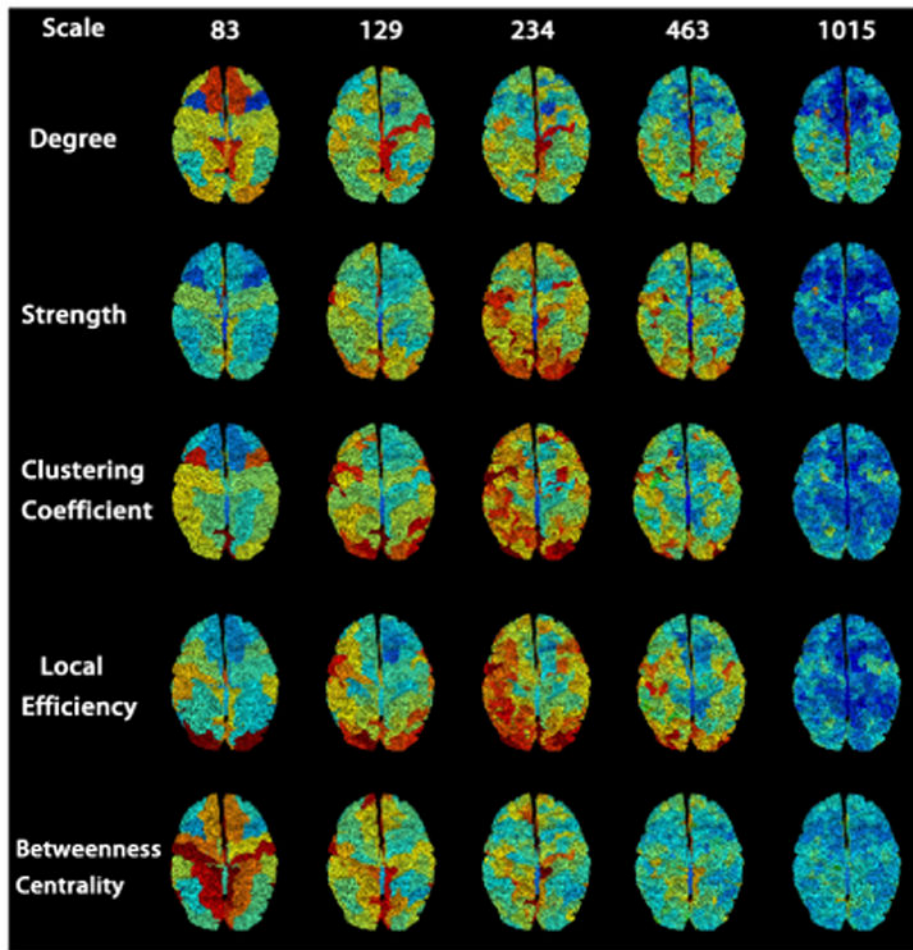 Scale 83 129 234 463 1015
Degree
Strength
Clustering
Coefficient
Local
Efficiency
Betweenness
Centrality